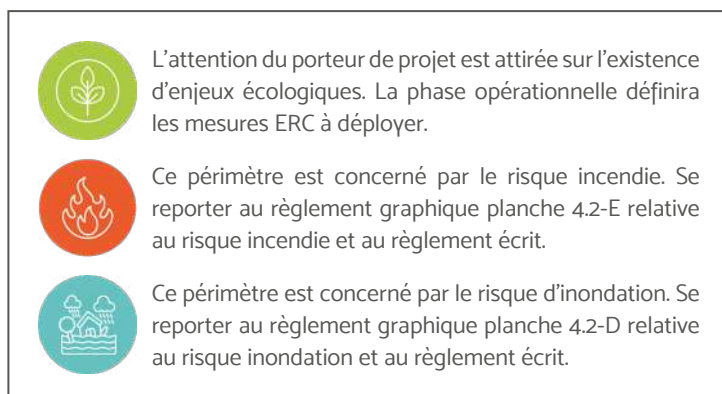 L'attention du porteur de projet est attirée sur l'existence
d'enjeux écologiques. La phase opérationnelle définira
les mesures ERC à déployer.
Ce périmètre est concerné par le risque incendie. Se
reporter au règlement graphique planche 4.2-E relative
au risque incendie et au règlement écrit.
Ce périmètre est concerné par le risque d'inondation. Se
reporter au règlement graphique planche 4.2-D relative
au risque inondation et au règlement écrit.